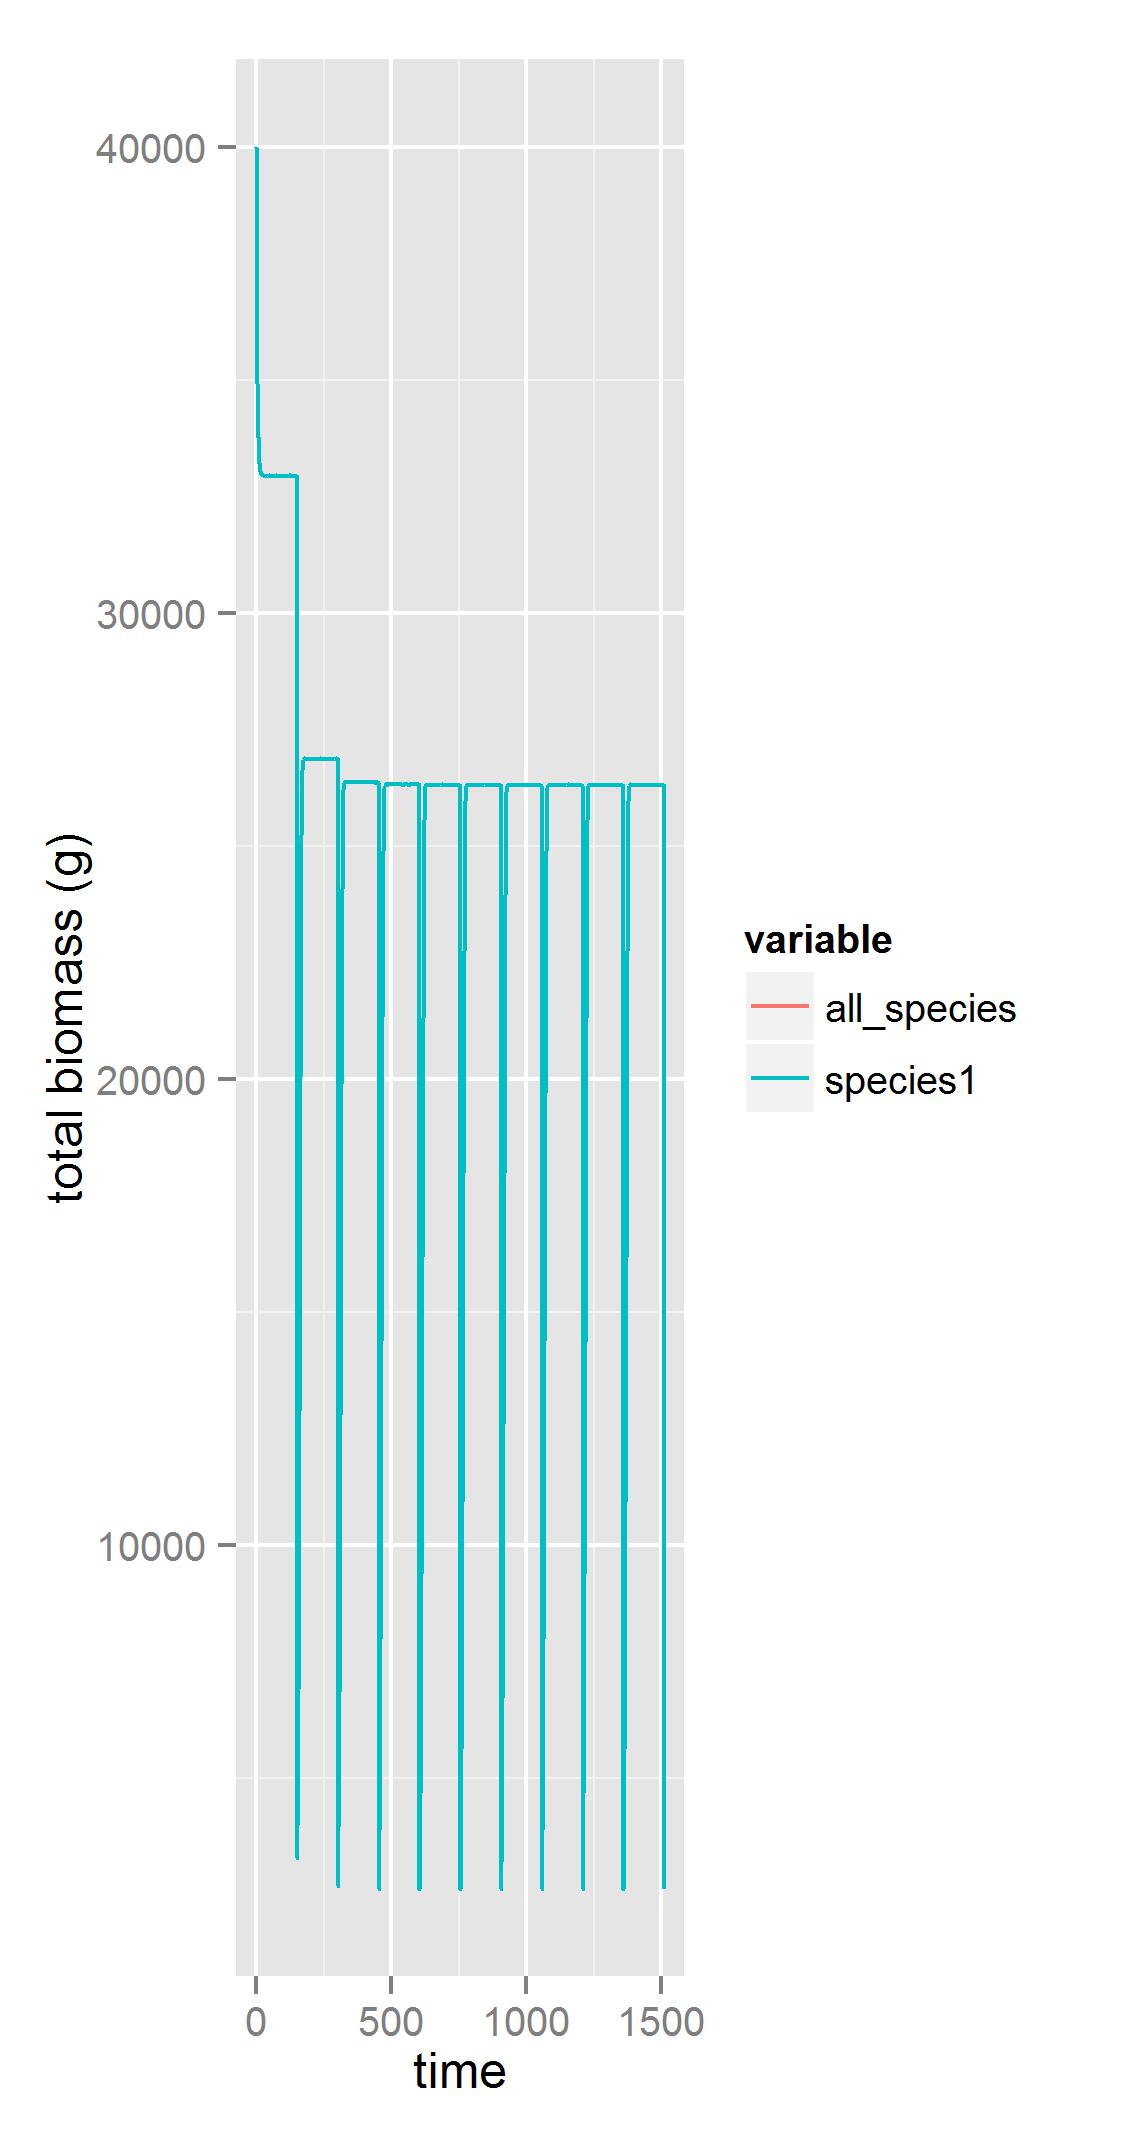 40000
30000
20000
10000
total biomass (g)
0 500 1000 1500
time
variable
all_species
species1